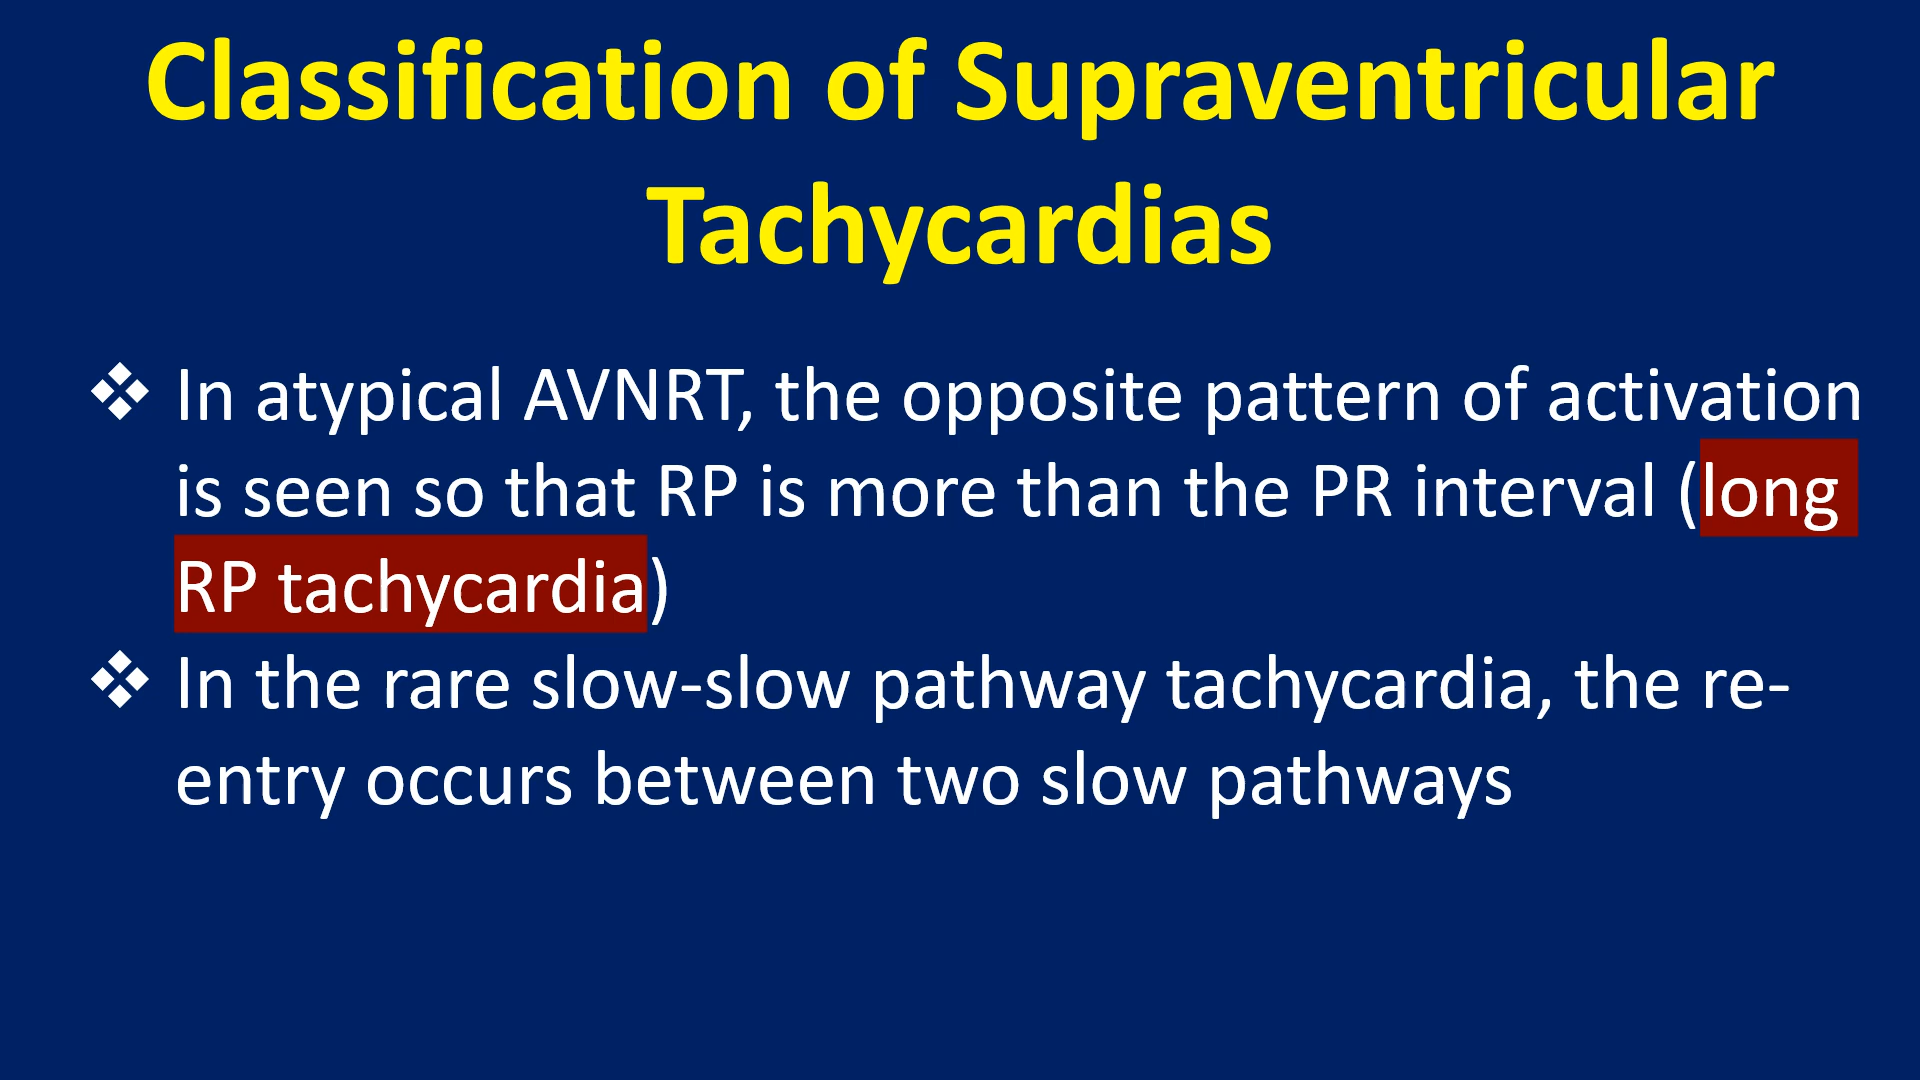 Classification of Supraventricular
Tachycardias
❖ In atypical AVNRT, the opposite pattern of activation
is seen so that RP is more than the PR interval (long
RP tachycardia)
❖ In the rare slow-slow pathway tachycardia, the re-
entry occurs between two slow pathways